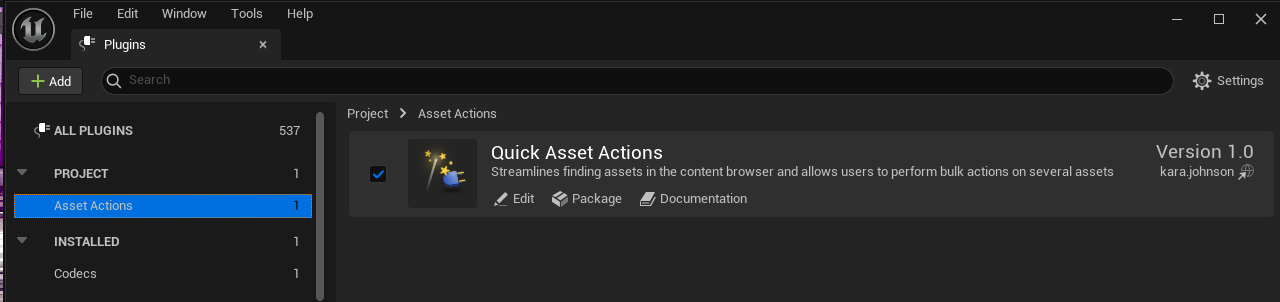 File Edit Window Tools Help
Plugins
Add
Search
Settings
ALL PLUGINS 537
PROJECT 1
Asset Actions 1
INSTALLED 1
Codecs 1
Project > Asset Actions
Quick Asset Actions
Version 1.0
Streamlines finding assets in the content browser and allows users to perform bulk actions on several assets
kara.johnson
Edit Package Documentation